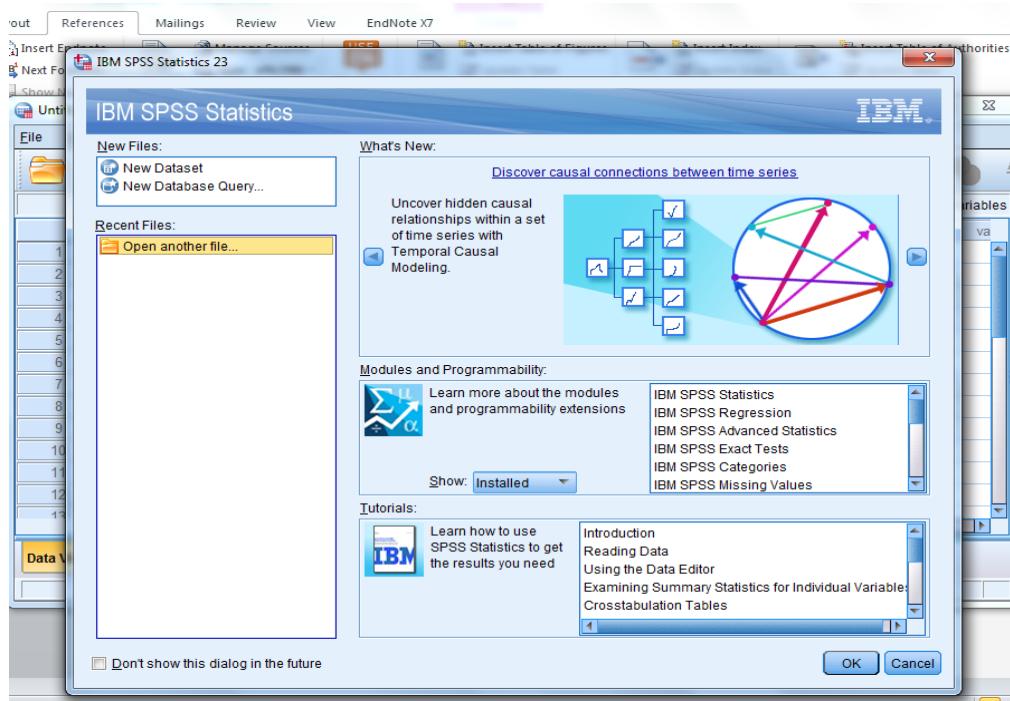 References Mailings Review View EndNote X7
Insert
Next
IBM SPSS Statistics 23
File
IBM SPSS Statistics
IBM
New Files:
New Dataset
New Database Query...
Recent Files:
Open another file...
What's New:
Discover causal connections between time series
Uncover hidden causal
relationships within a set
of time series with
Temporal Causal
Modeling.
Modules and Programmability:
Learn more about the modules
and programmability extensions
Show: Installed
IBM SPSS Statistics
IBM SPSS Regression
IBM SPSS Advanced Statistics
IBM SPSS Exact Tests
IBM SPSS Categories
IBM SPSS Missing Values
Tutorials:
IBM
Learn how to use
SPSS Statistics to get
the results you need
Introduction
Reading Data
Using the Data Editor
Examining Summary Statistics for Individual Variables
Crosstabulation Tables
Don't show this dialog in the future
OK Cancel
1
2
3
4
5
6
7
8
9
10
11
12
13
Data